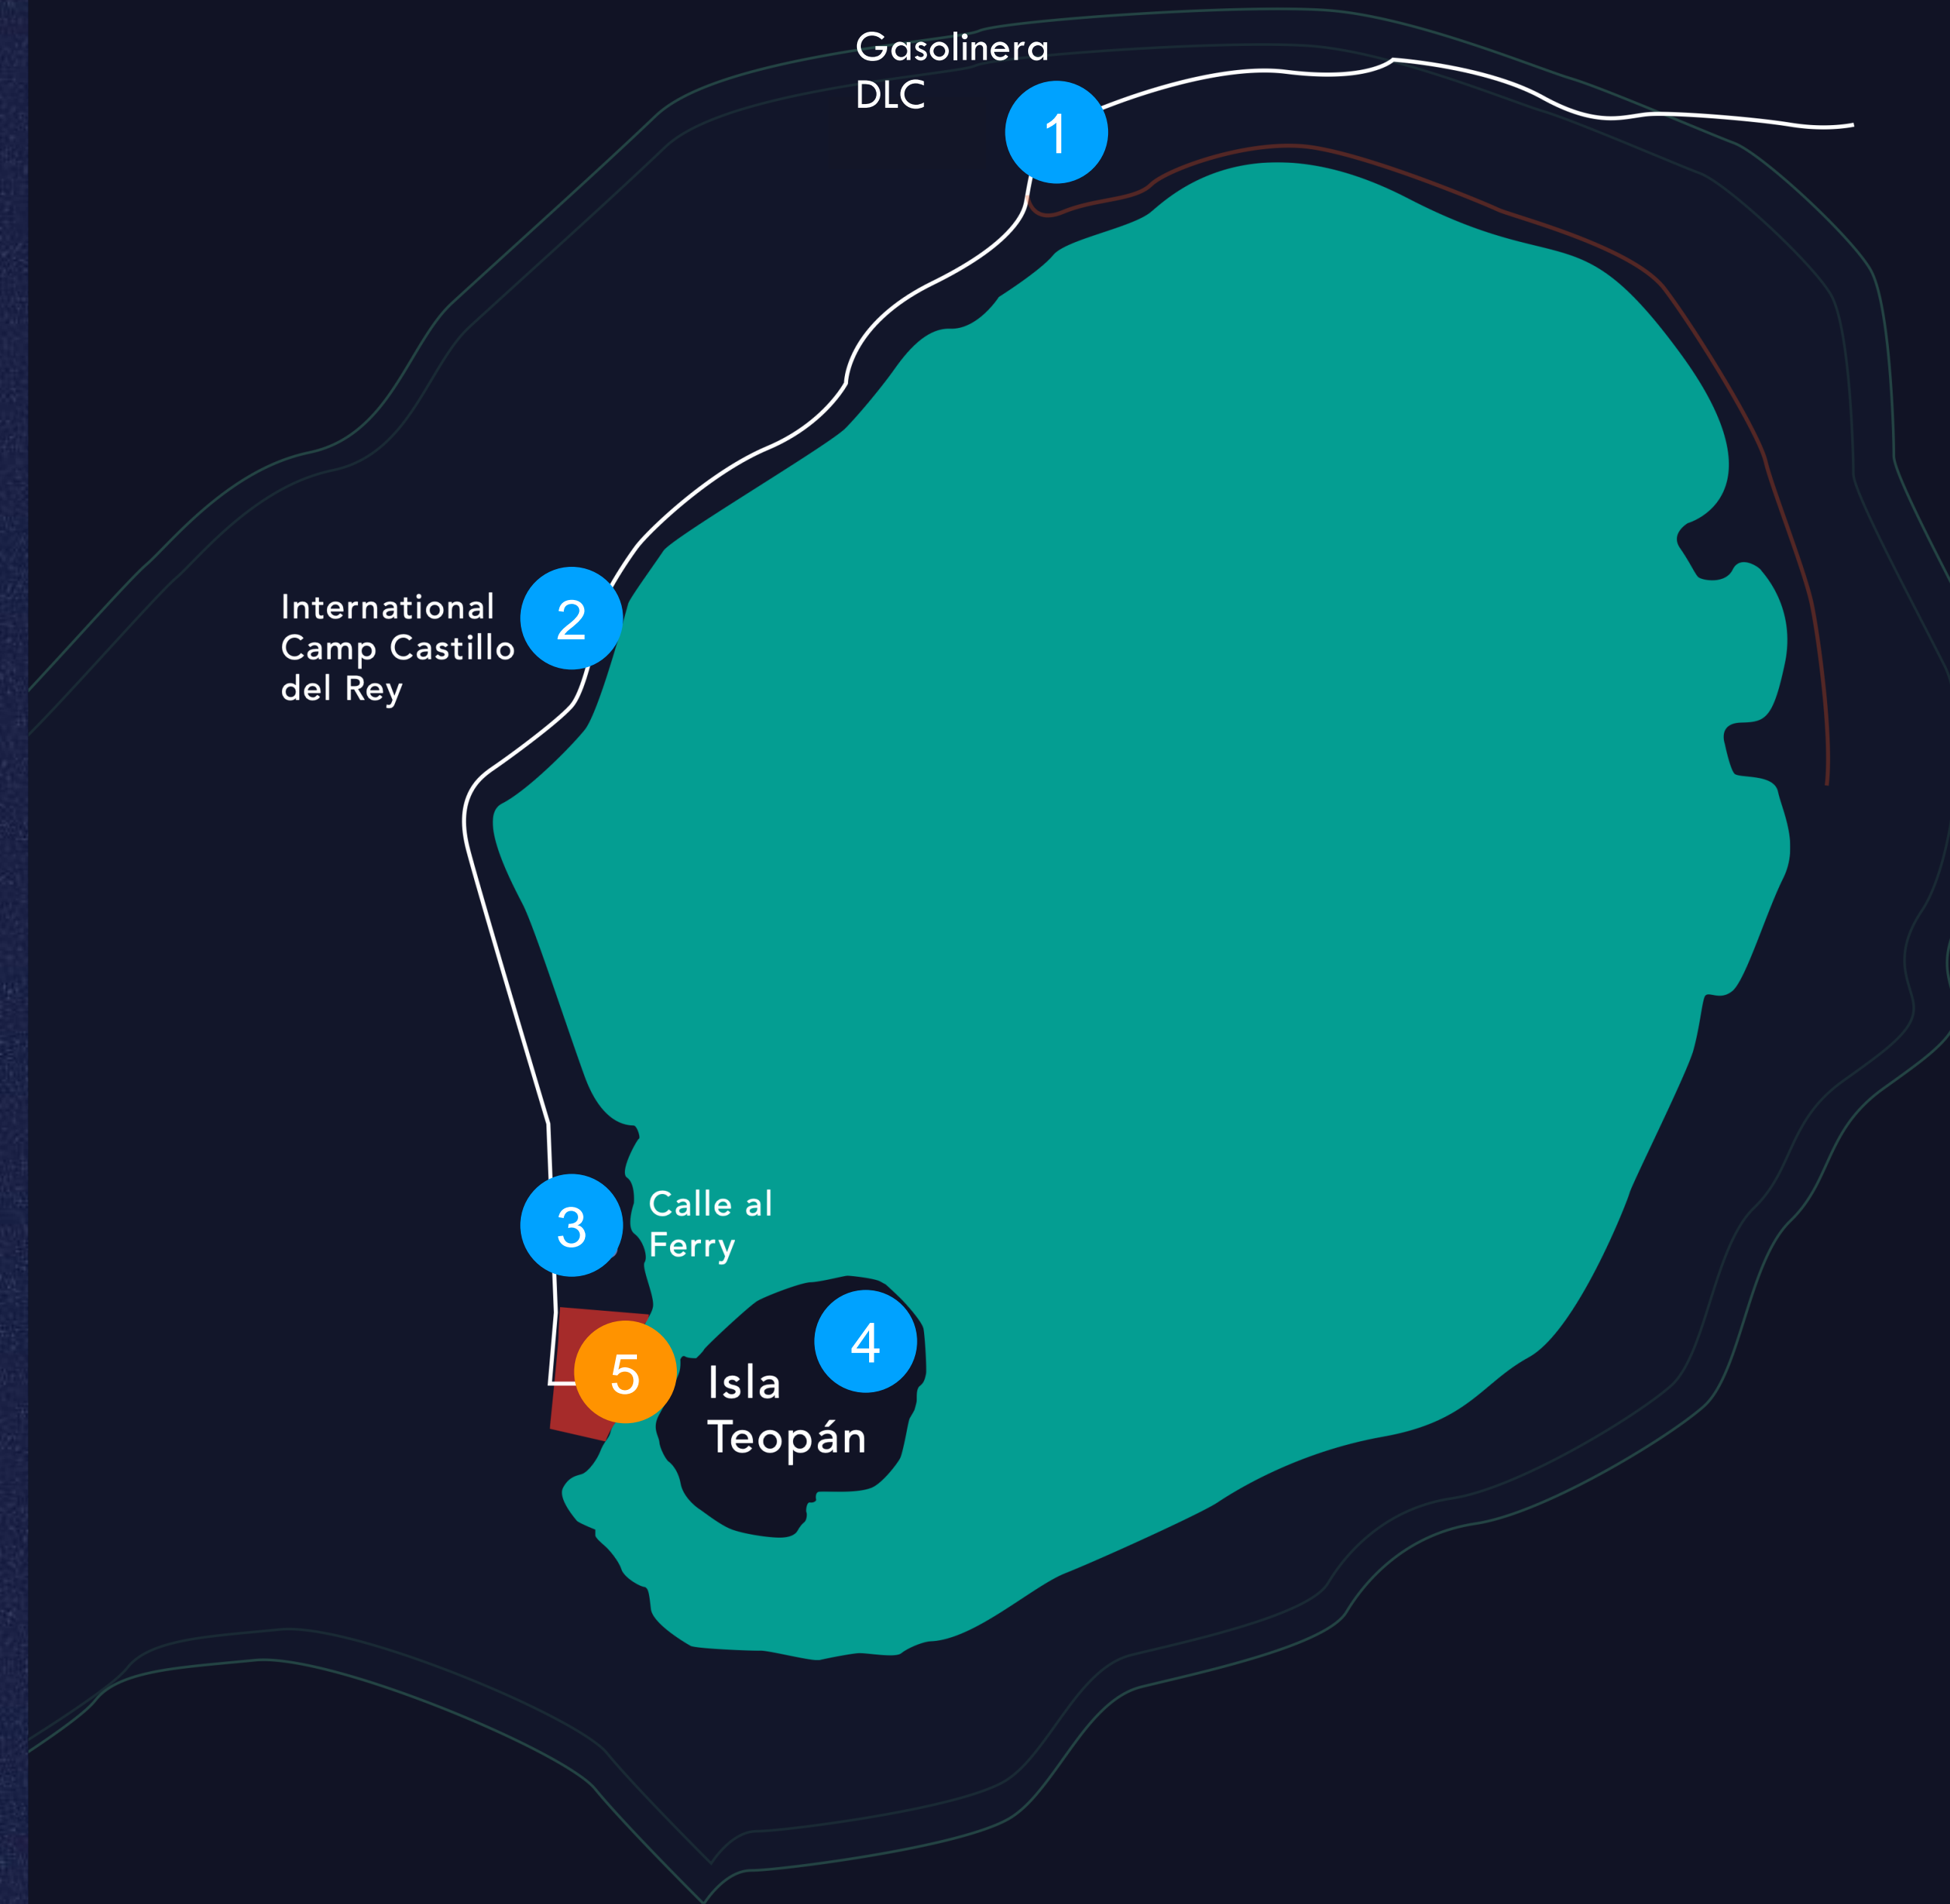 Gasolinera
DLC
1
International
Camp Castillo
del Rey
2
3
Calle al
Ferry
4
5
Isla
Teopán